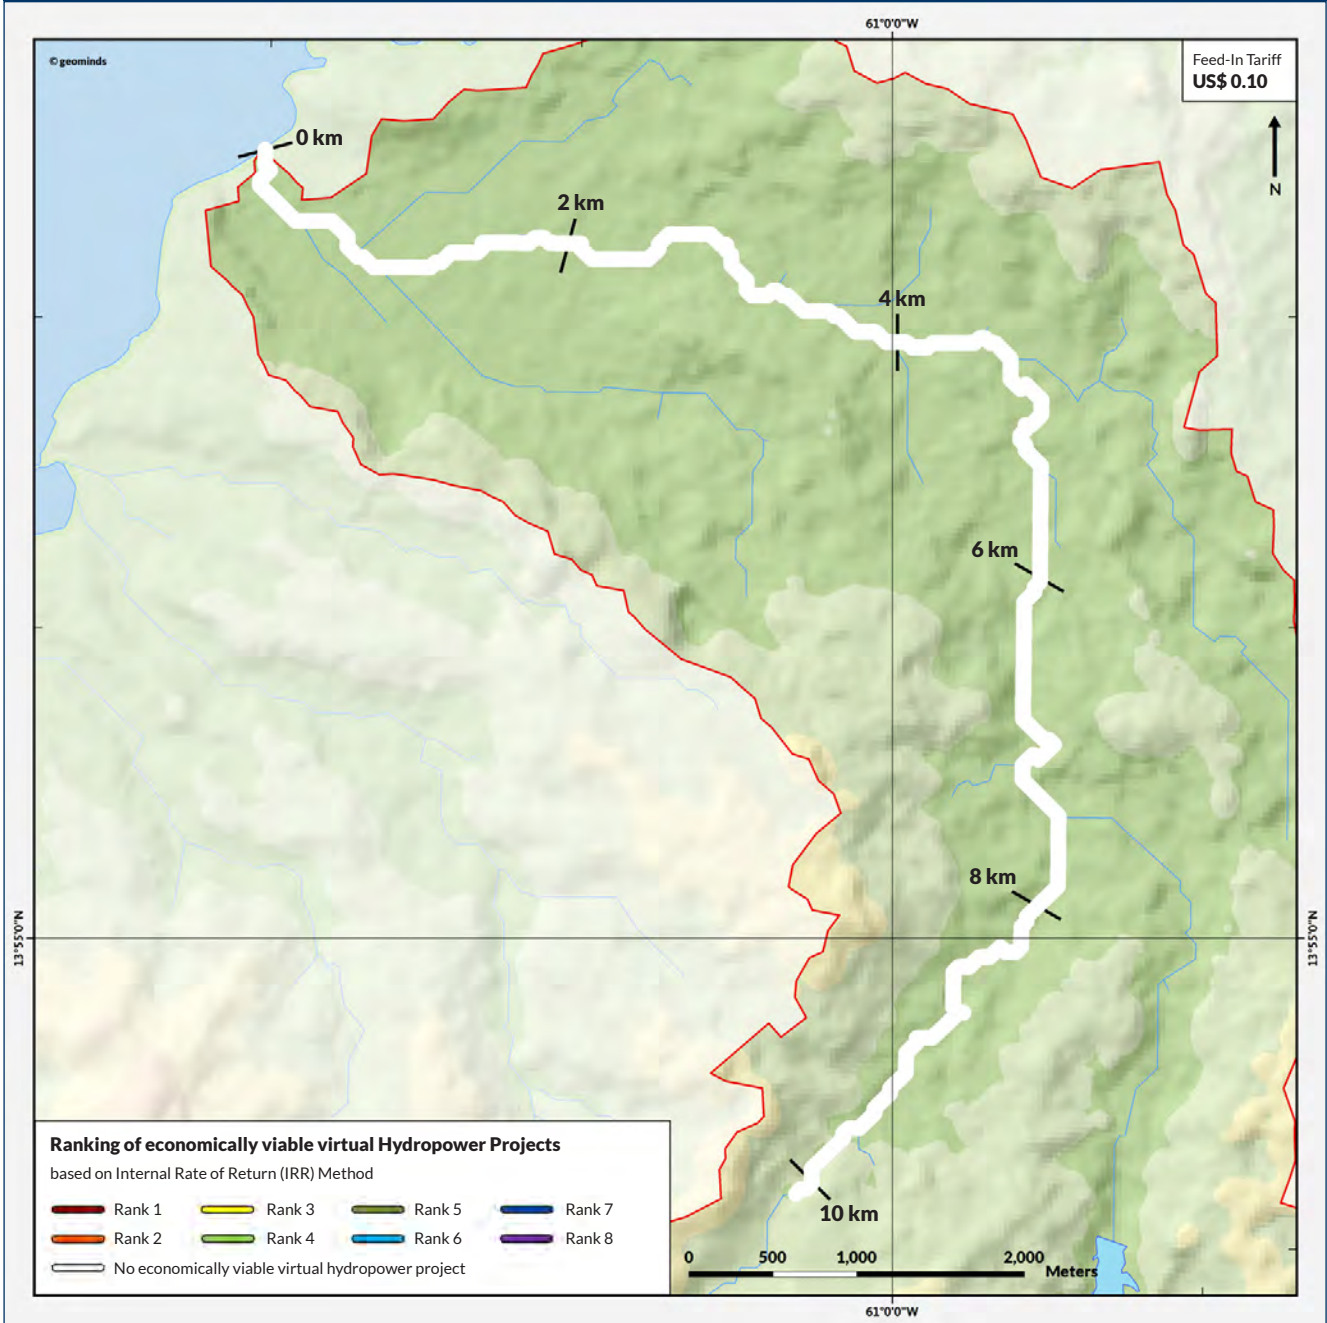 61°0'0"W
© geominds
Feed-In Tariff
US$ 0.10
N
0 km
2 km
4 km
6 km
8 km
10 km
13°55'0"N
13°55'0"N
Ranking of economically viable virtual Hydropower Projects
based on Internal Rate of Return (IRR) Method
Rank 1 Rank 3 Rank 5 Rank 7
Rank 2 Rank 4 Rank 6 Rank 8
No economically viable virtual hydropower project
0 500 1,000 2,000
Meters
61°0'0"W